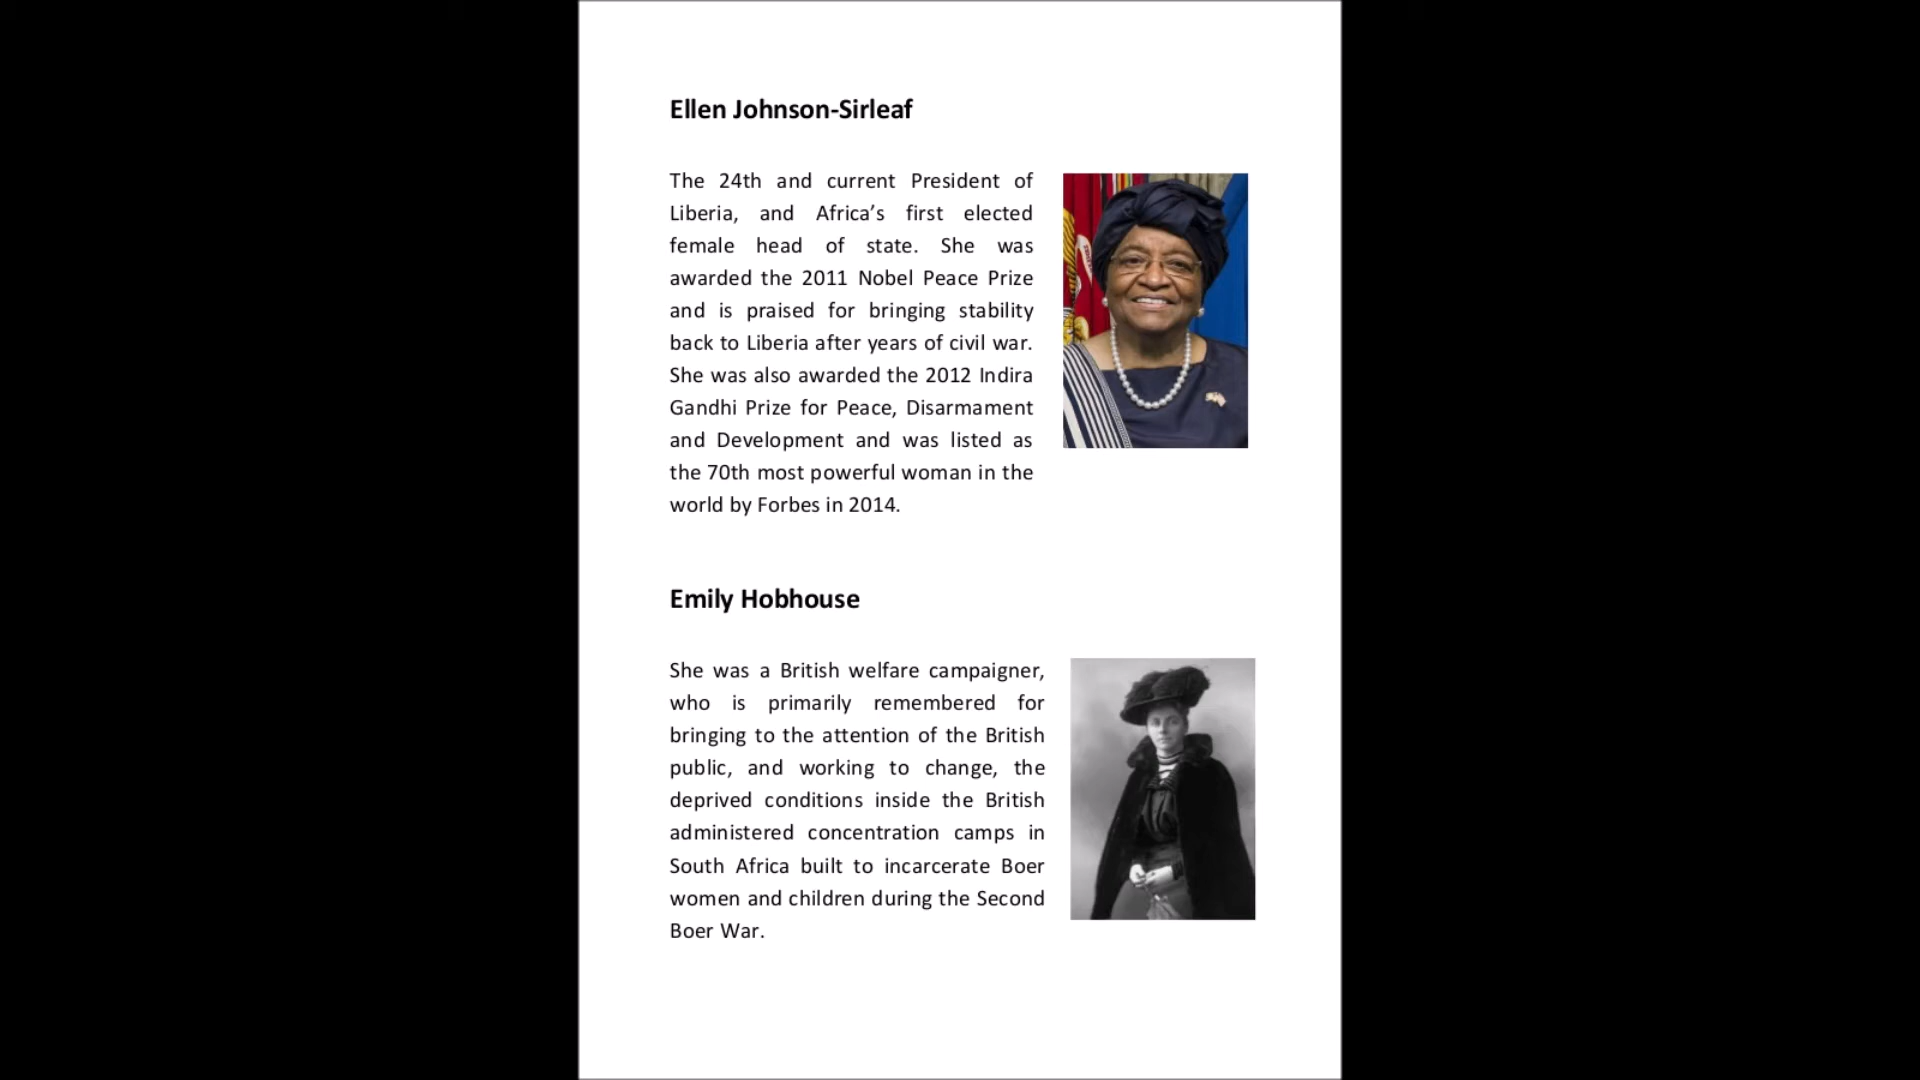 Ellen Johnson-Sirleaf
The 24th and current President of
Liberia, and Africa’s first elected
female head of state. She was
awarded the 2011 Nobel Peace Prize
and is praised for bringing stability
back to Liberia after years of civil war.
She was also awarded the 2012 Indira
Gandhi Prize for Peace, Disarmament
and Development and was listed as
the 70th most powerful woman in the
world by Forbes in 2014.
Emily Hobhouse
She was a British welfare campaigner,
who is primarily remembered for
bringing to the attention of the British
public, and working to change, the
deprived conditions inside the British
administered concentration camps in
South Africa built to incarcerate Boer
women and children during the Second
Boer War.